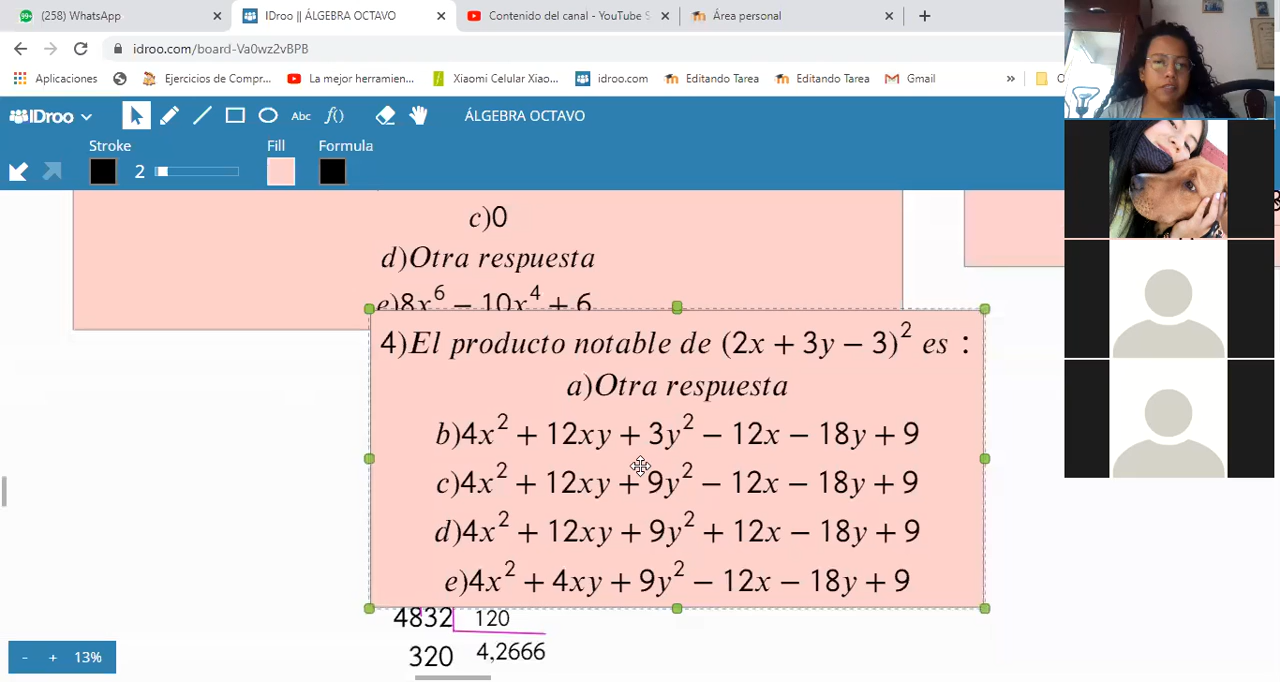 (258) WhatsApp
IDroo || ÁLGEBRA OCTAVO
Contenido del canal - YouTube S
Área personal
idroo.com/board-Va0wz2vBPB
Aplicaciones
Ejercicios de Compr...
La mejor herramien...
Xiaomi Celular Xiao...
idroo.com
Editando Tarea
Editando Tarea
Gmail
»
IDroo
Abc
f()
ÁLGEBRA OCTAVO
Stroke
Fill
Formula
2
c)0
d)Otra respuesta
e)8x⁶ − 10x⁴ + 6
4)El producto notable de (2x + 3y − 3)² es :
a)Otra respuesta
b)4x² + 12xy + 3y² − 12x − 18y + 9
c)4x² + 12xy + 9y² − 12x − 18y + 9
d)4x² + 12xy + 9y² + 12x − 18y + 9
e)4x² + 4xy + 9y² − 12x − 18y + 9
4832 120
320 4,2666
- + 13%